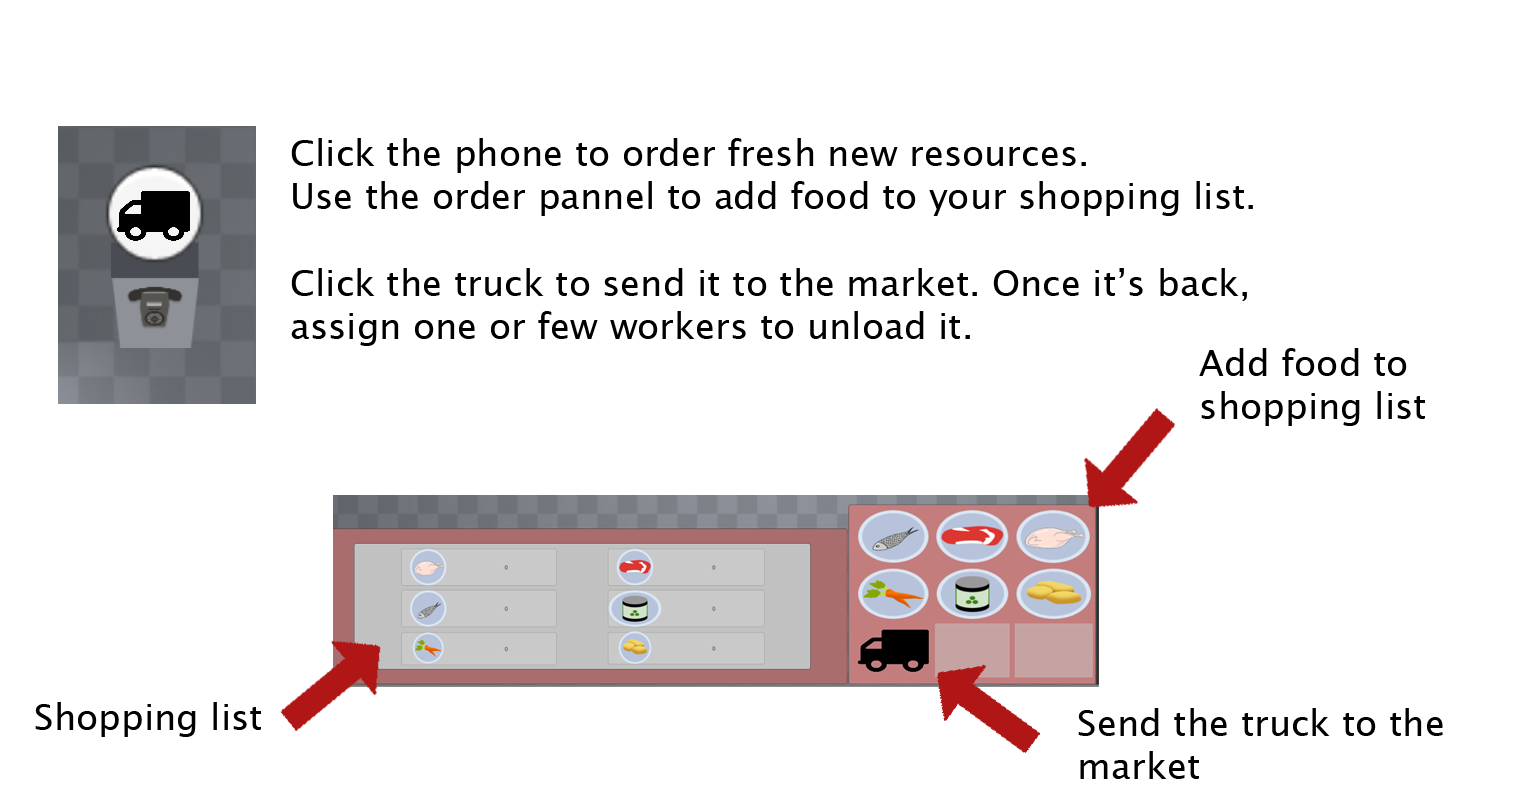 Click the phone to order fresh new resources.
Use the order pannel to add food to your shopping list.
Click the truck to send it to the market. Once it’s back,
assign one or few workers to unload it.
Add food to
shopping list
0
0
0
0
0
0
Shopping list
Send the truck to the
market